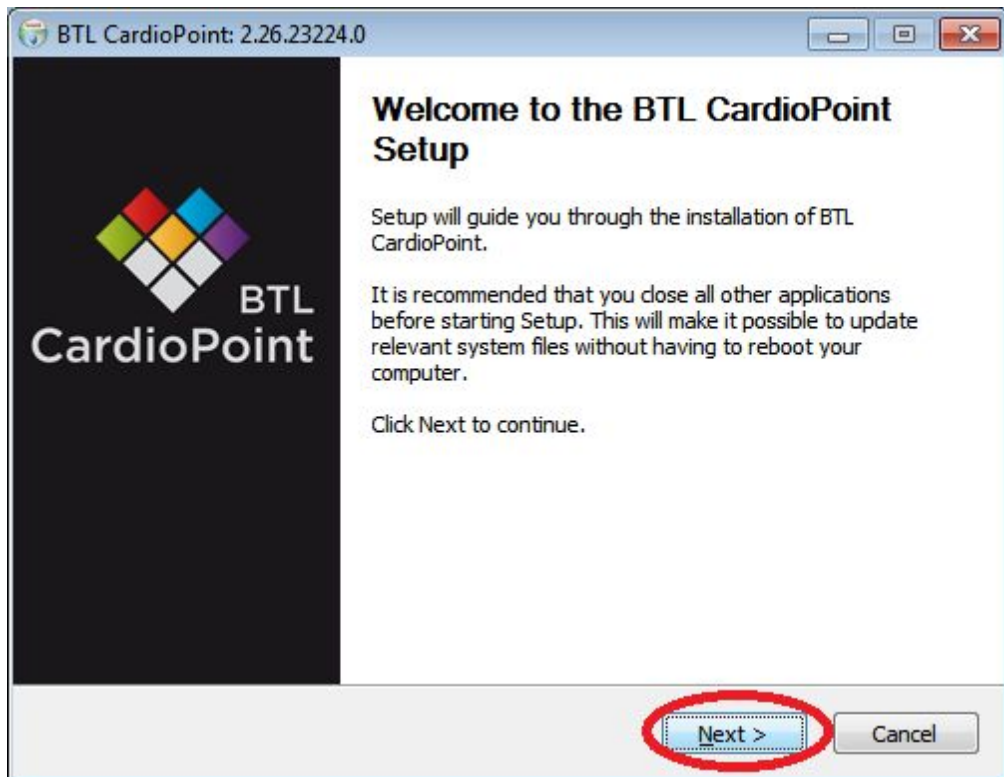 BTL CardioPoint: 2.26.23224.0
BTL
CardioPoint
Welcome to the BTL CardioPoint
Setup
Setup will guide you through the installation of BTL
CardioPoint.
It is recommended that you close all other applications
before starting Setup. This will make it possible to update
relevant system files without having to reboot your
computer.
Click Next to continue.
Next >
Cancel